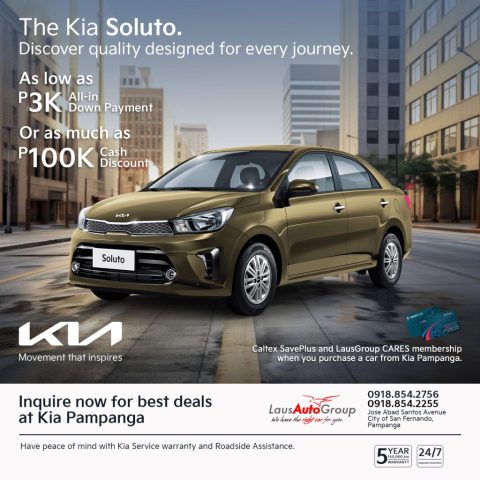 The Kia Soluto.
Discover quality designed for every journey.
As low as
₱3K All-in Down Payment
Or as much as
₱100K Cash Discount
KIA
Soluto
KIA
Movement that inspires
Caltex SavePlus and LausGroup CARES membership
when you purchase a car from Kia Pampanga.
Inquire now for best deals
at Kia Pampanga
LausAutoGroup
We have the right car for you.
0918.854.2756
0918.854.2255
Jose Abad Santos Avenue
City of San Fernando,
Pampanga
Have peace of mind with Kia Service warranty and Roadside Assistance.
5 YEAR
WARRANTY
24/7